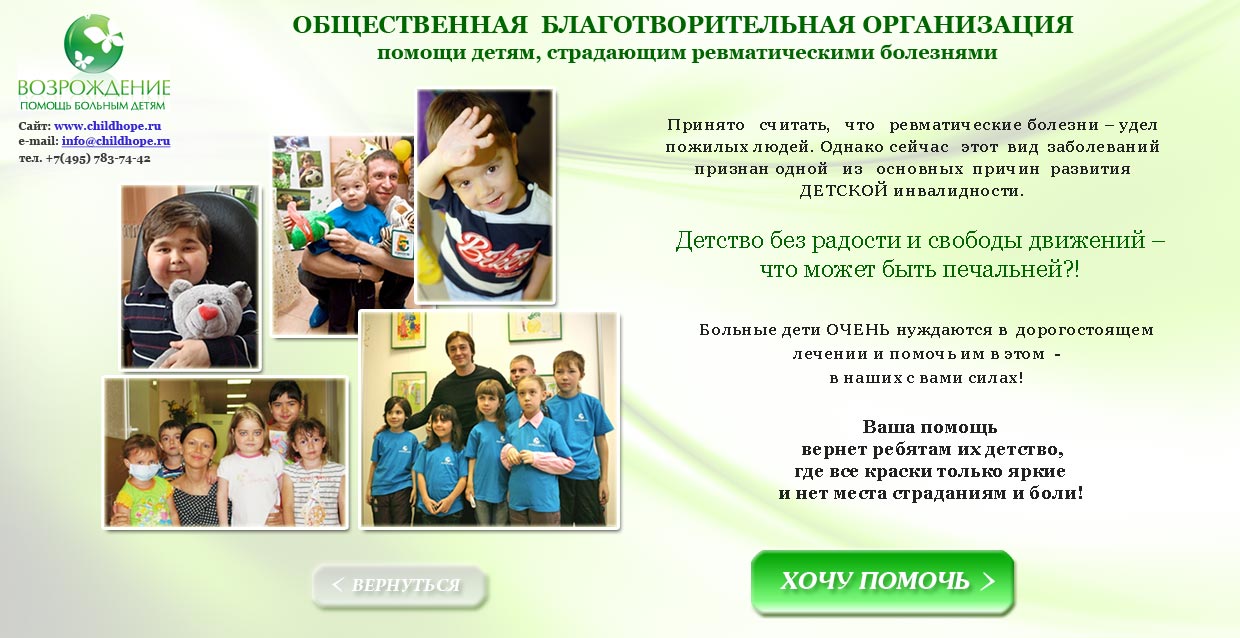 ОБЩЕСТВЕННАЯ БЛАГОТВОРИТЕЛЬНАЯ ОРГАНИЗАЦИЯ
помощи детям, страдающим ревматическими болезнями
ВОЗРОЖДЕНИЕ
ПОМОЩЬ БОЛЬНЫМ ДЕТЯМ
Сайт: www.childhope.ru
e-mail: info@childhope.ru
тел. +7(495) 783-74-42
Принято считать, что ревматические болезни – удел
пожилых людей. Однако сейчас этот вид заболеваний
признан одной из основных причин развития
ДЕТСКОЙ инвалидности.
Детство без радости и свободы движений –
что может быть печальней?!
Больные дети ОЧЕНЬ нуждаются в дорогостоящем
лечении и помочь им в этом -
в наших с вами силах!
Ваша помощь
вернет ребятам их детство,
где все краски только яркие
и нет места страданиям и боли!
< ВЕРНУТЬСЯ
ХОЧУ ПОМОЧЬ >